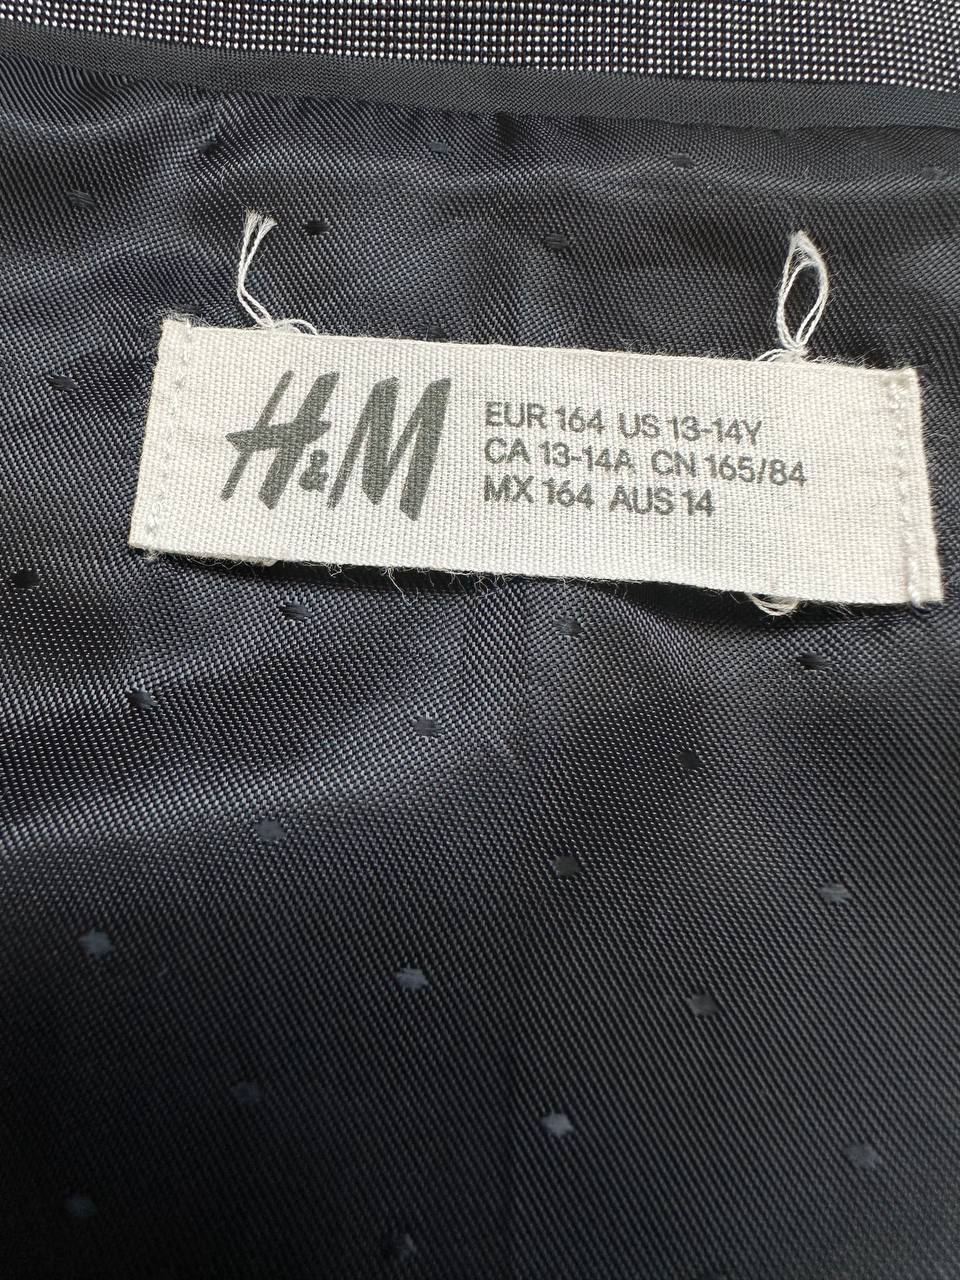 H&M
EUR 164 US 13-14Y
CA 13-14A CN 165/84
MX 164 AUS 14